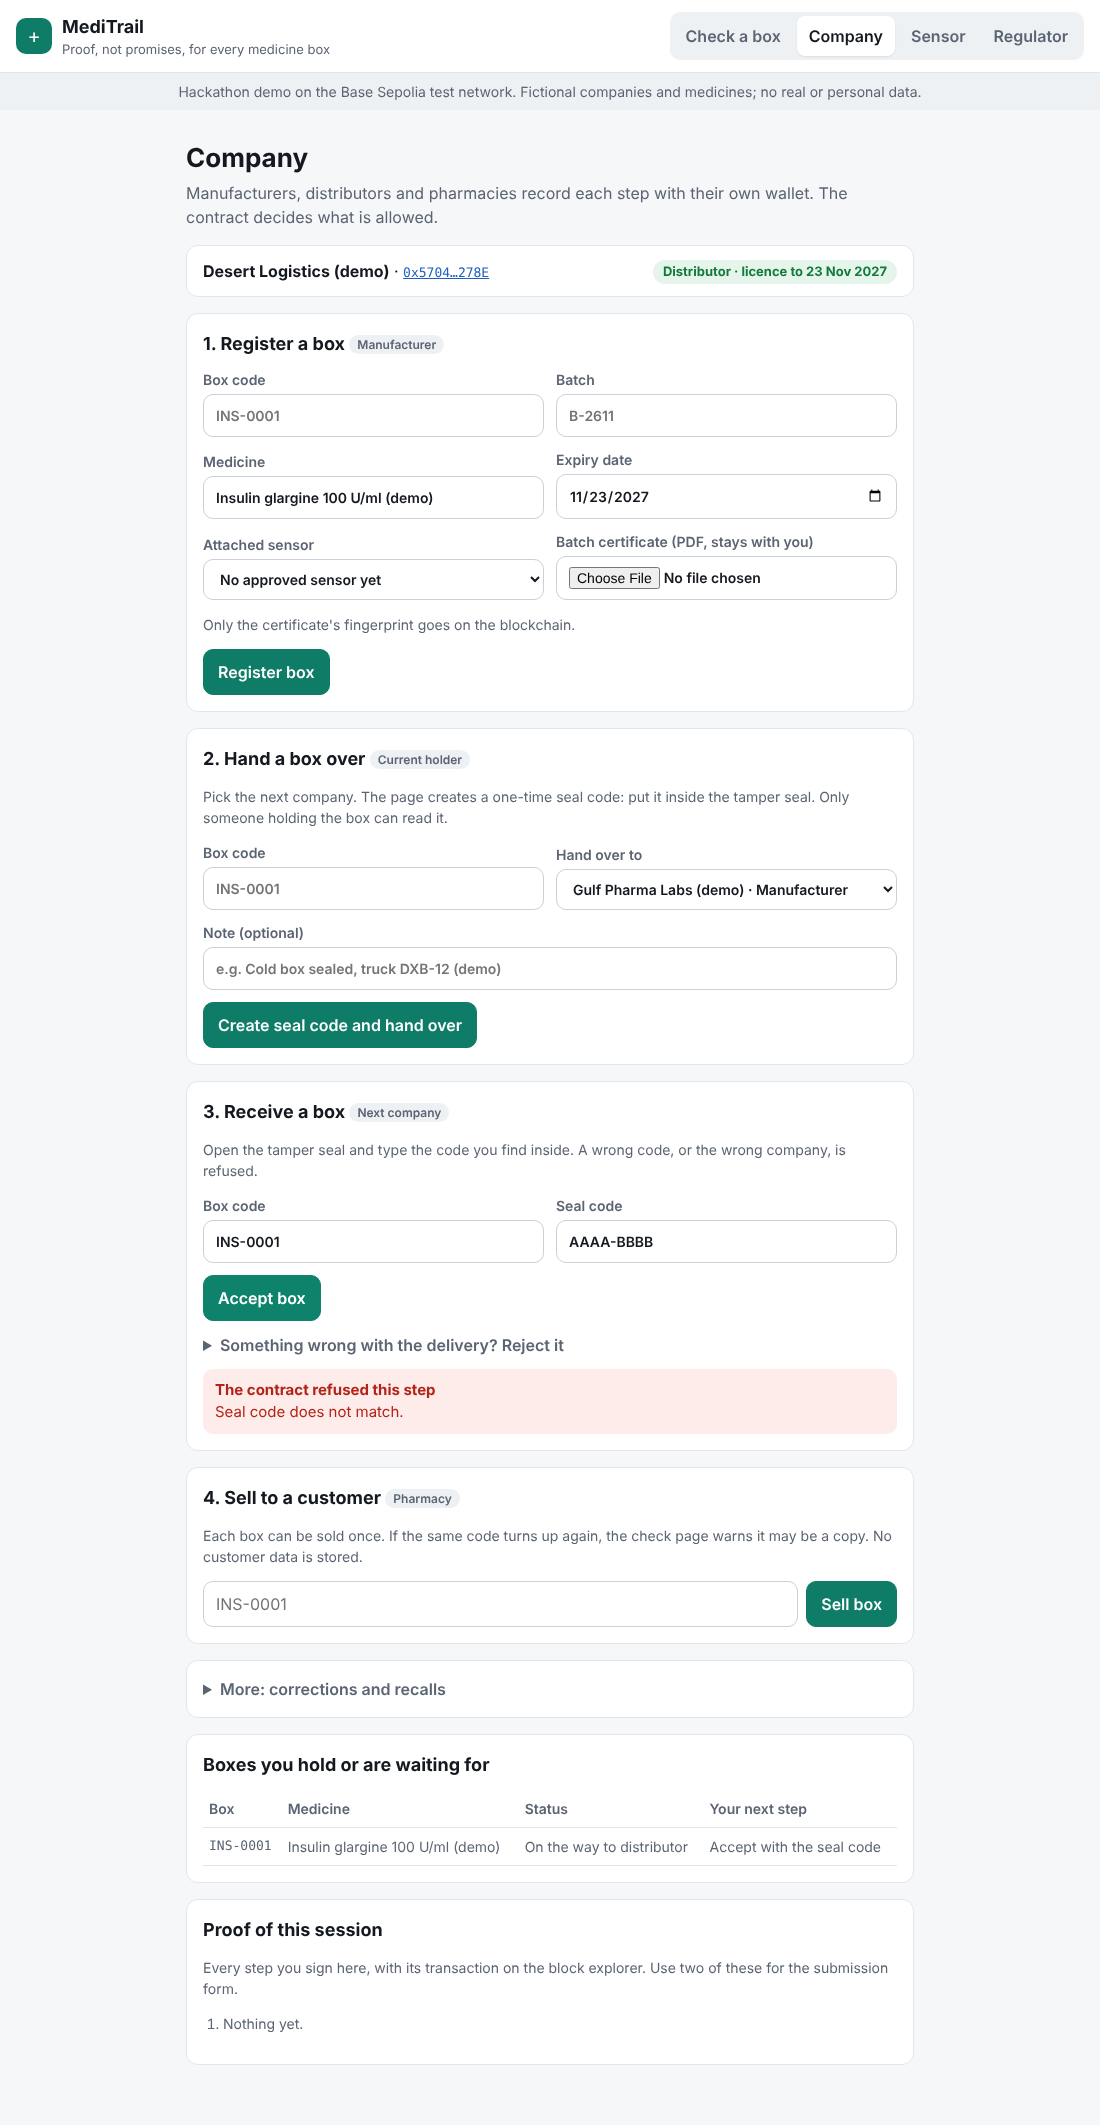 +
MediTrail
Proof, not promises, for every medicine box
Check a box
Company
Sensor
Regulator
Hackathon demo on the Base Sepolia test network. Fictional companies and medicines; no real or personal data.
Company
Manufacturers, distributors and pharmacies record each step with their own wallet. The
contract decides what is allowed.
Desert Logistics (demo) · 0x5704…278E
Distributor · licence to 23 Nov 2027
1. Register a box Manufacturer
Box code
Batch
INS-0001
B-2611
Medicine
Expiry date
Insulin glargine 100 U/ml (demo)
11/23/2027
Attached sensor
Batch certificate (PDF, stays with you)
No approved sensor yet
Choose File No file chosen
Only the certificate's fingerprint goes on the blockchain.
Register box
2. Hand a box over Current holder
Pick the next company. The page creates a one-time seal code: put it inside the tamper seal. Only
someone holding the box can read it.
Box code
Hand over to
INS-0001
Gulf Pharma Labs (demo) · Manufacturer
Note (optional)
e.g. Cold box sealed, truck DXB-12 (demo)
Create seal code and hand over
3. Receive a box Next company
Open the tamper seal and type the code you find inside. A wrong code, or the wrong company, is
refused.
Box code
Seal code
INS-0001
AAAA-BBBB
Accept box
Something wrong with the delivery? Reject it
The contract refused this step
Seal code does not match.
4. Sell to a customer Pharmacy
Each box can be sold once. If the same code turns up again, the check page warns it may be a copy. No
customer data is stored.
INS-0001
Sell box
More: corrections and recalls
Boxes you hold or are waiting for
Box Medicine Status Your next step
INS-0001 Insulin glargine 100 U/ml (demo) On the way to distributor Accept with the seal code
Proof of this session
Every step you sign here, with its transaction on the block explorer. Use two of these for the submission
form.
1. Nothing yet.